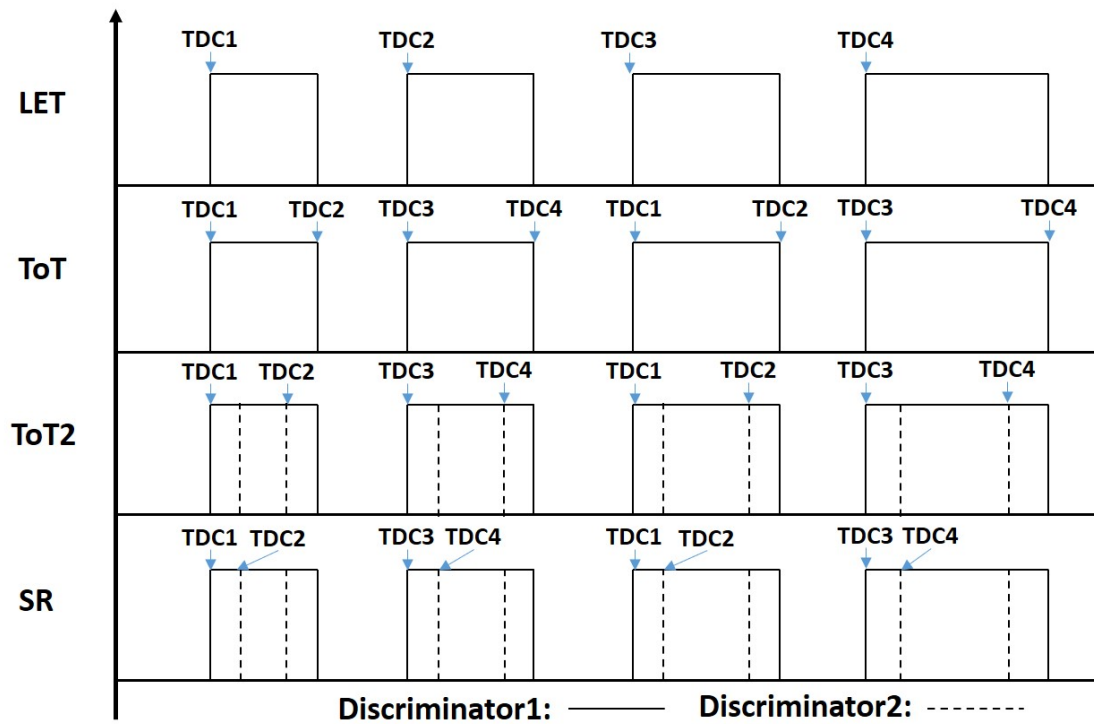 TDC1 TDC2 TDC3 TDC4
LET
TDC1 TDC2 TDC3 TDC4 TDC1 TDC2 TDC3 TDC4
ToT
TDC1 TDC2 TDC3 TDC4 TDC1 TDC2 TDC3 TDC4
ToT2
TDC1 TDC2 TDC3 TDC4 TDC1 TDC2 TDC3 TDC4
SR
Discriminator1: Discriminator2: